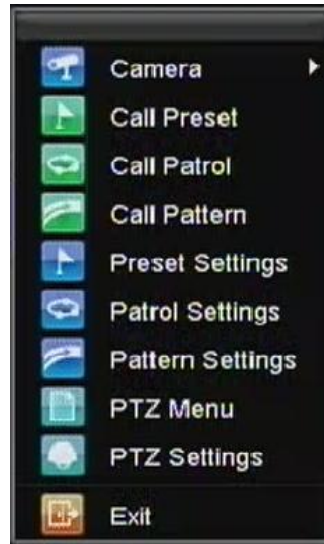 Camera
Call Preset
Call Patrol
Call Pattern
Preset Settings
Patrol Settings
Pattern Settings
PTZ Menu
PTZ Settings
Exit